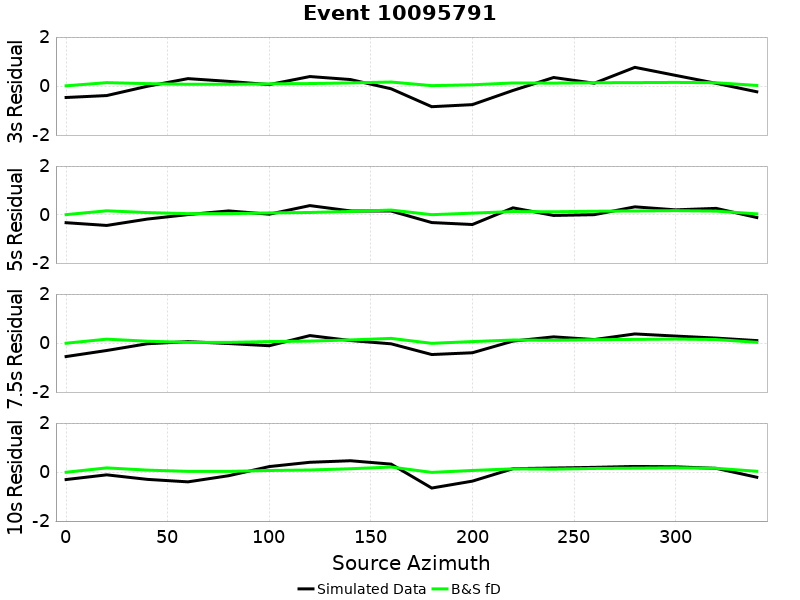 Event 10095791
3s Residual
2
0
-2
5s Residual
2
0
-2
7.5s Residual
2
0
-2
10s Residual
2
0
-2
0 50 100 150 200 250 300
Source Azimuth
Simulated Data B&S fD